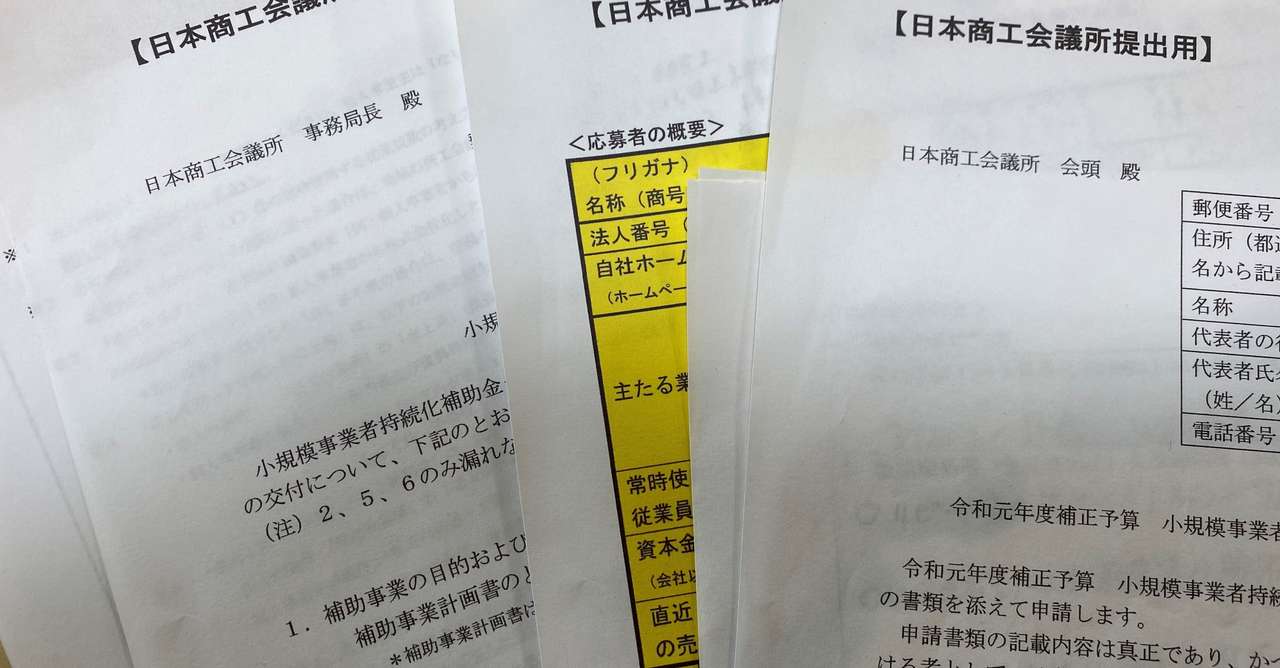 【日本商工会議所
日本商工会議所　事務局長　殿
※
小規
小規模事業者持続化補助金
の交付について、下記のとお
（注）２、５、６のみ漏れな
１．補助事業の目的および
補助事業計画書のと
＊補助事業計画書は
【日本商工会議
＜応募者の概要＞
（フリガナ）
名称（商号
法人番号（
自社ホーム
（ホームペー
主たる業
常時使
従業員
資本金
（会社以
直近
の売
【日本商工会議所提出用】
日本商工会議所　会頭　殿
郵便番号
住所（都道
名から記載
名称
代表者の役
代表者氏名
（姓／名）
電話番号
令和元年度補正予算　小規模事業者
令和元年度補正予算　小規模事業者持続
の書類を添えて申請します。
申請書類の記載内容は真正であり、かつ
ける者として